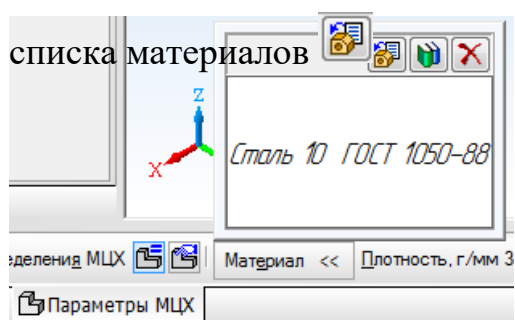 списка материалов
Z
X
Сталь 10 ГОСТ 1050-88
еделения МЦХ Материал << Плотность, г/мм 3
Параметры МЦХ